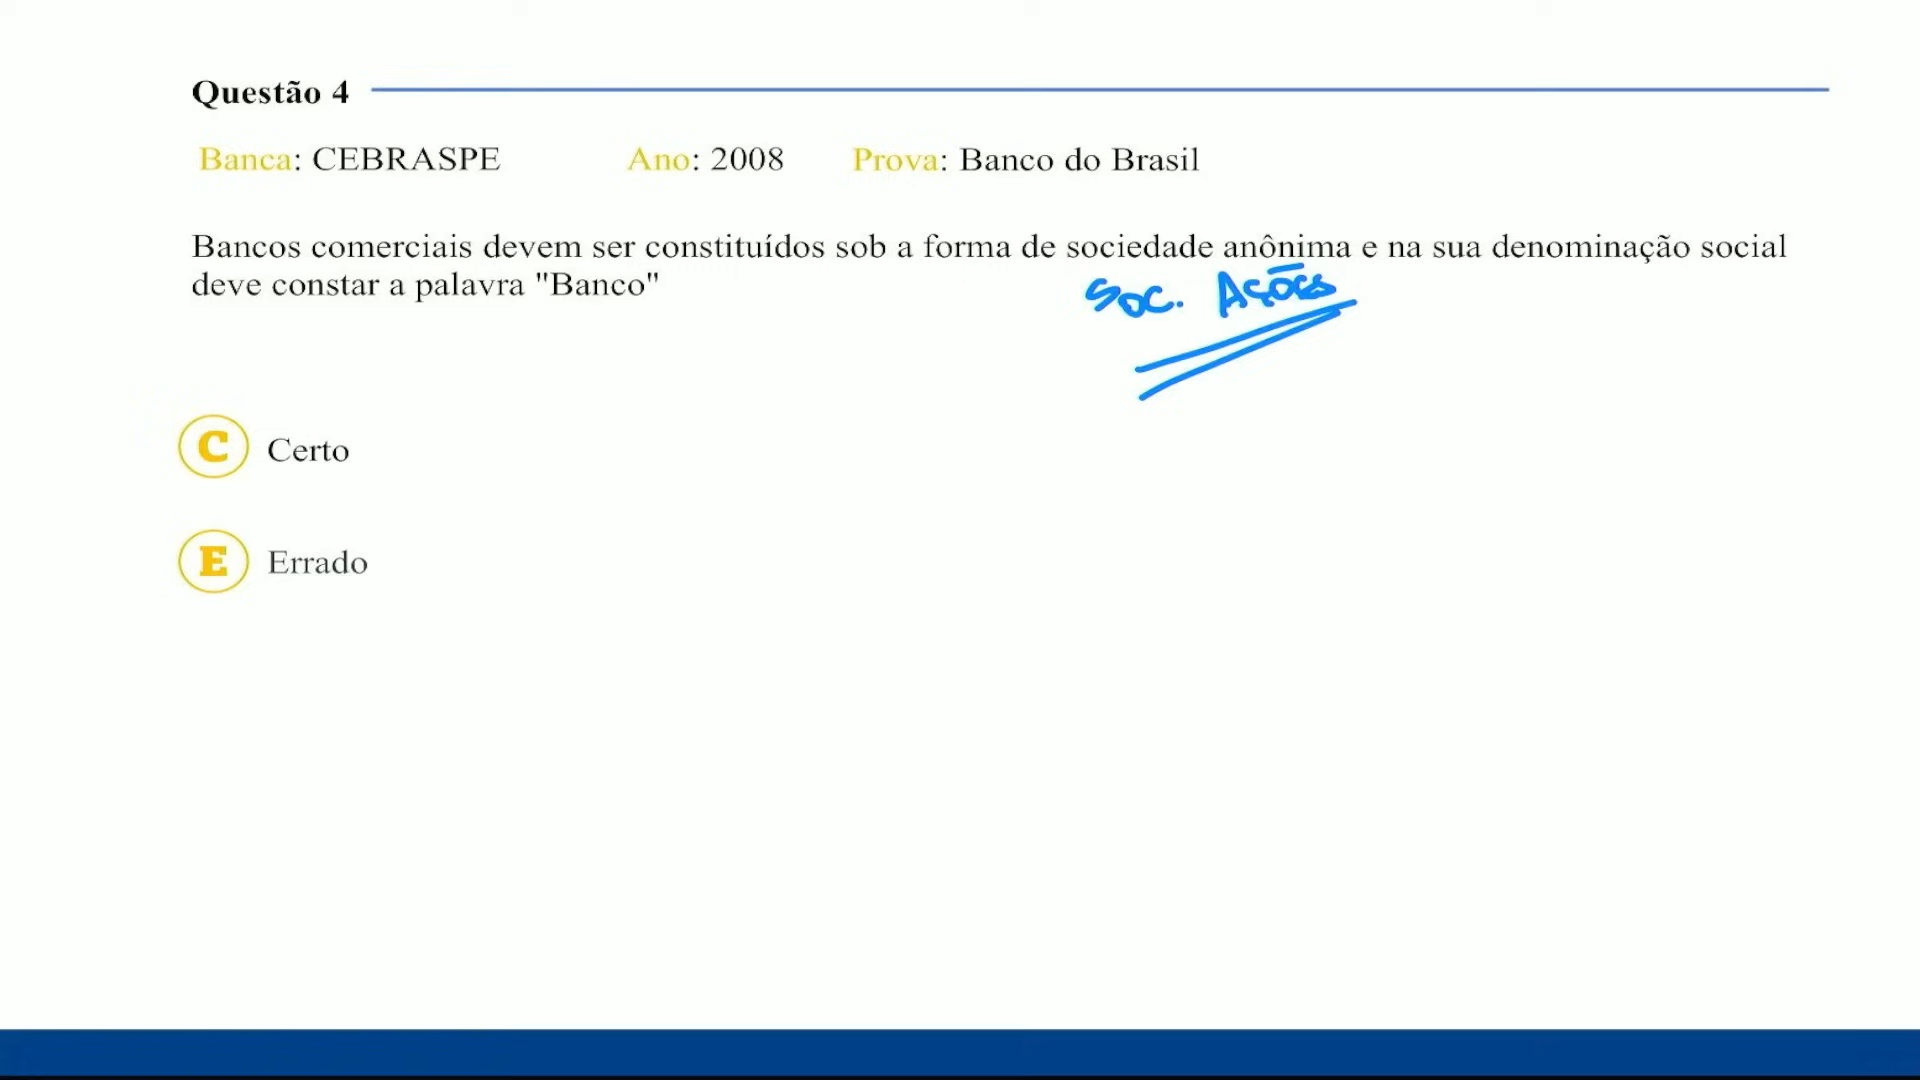 Questão 4
Banca: CEBRASPE Ano: 2008 Prova: Banco do Brasil
Bancos comerciais devem ser constituídos sob a forma de sociedade anônima e na sua denominação social
deve constar a palavra "Banco"
SOC. AÇÕES
C Certo
E Errado